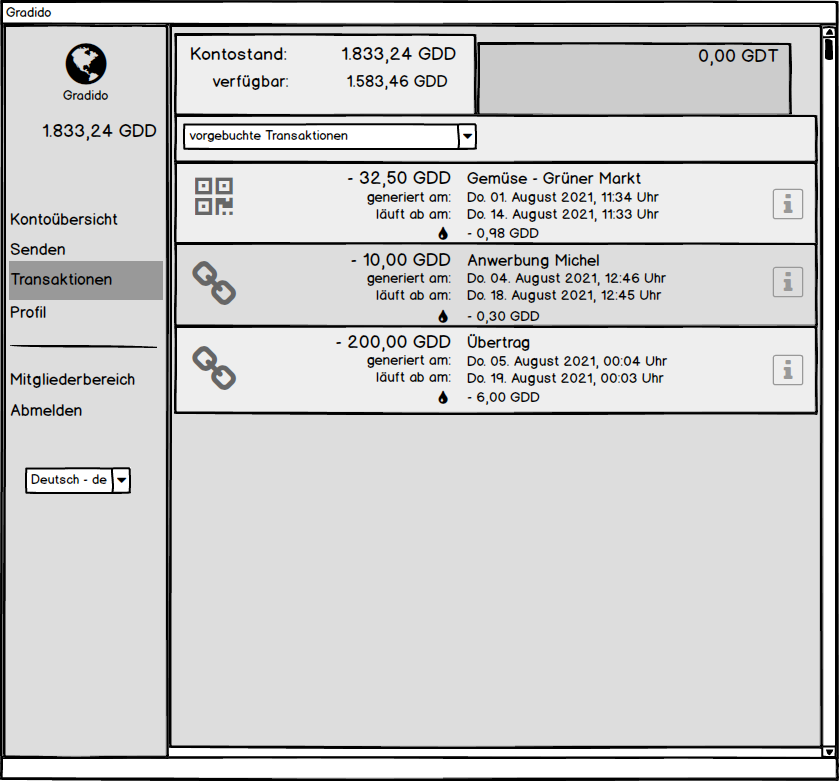 Gradido
Gradido
1.833,24 GDD
Kontoübersicht
Senden
Transaktionen
Profil
Mitgliederbereich
Abmelden
Deutsch - de
Kontostand: 1.833,24 GDD
verfügbar: 1.583,46 GDD
0,00 GDT
vorgebuchte Transaktionen
- 32,50 GDD Gemüse - Grüner Markt
generiert am: Do. 01. August 2021, 11:34 Uhr
läuft ab am: Do. 14. August 2021, 11:33 Uhr
- 0,98 GDD
- 10,00 GDD Anwerbung Michel
generiert am: Do. 04. August 2021, 12:46 Uhr
läuft ab am: Do. 18. August 2021, 12:45 Uhr
- 0,30 GDD
- 200,00 GDD Übertrag
generiert am: Do. 05. August 2021, 00:04 Uhr
läuft ab am: Do. 19. August 2021, 00:03 Uhr
- 6,00 GDD